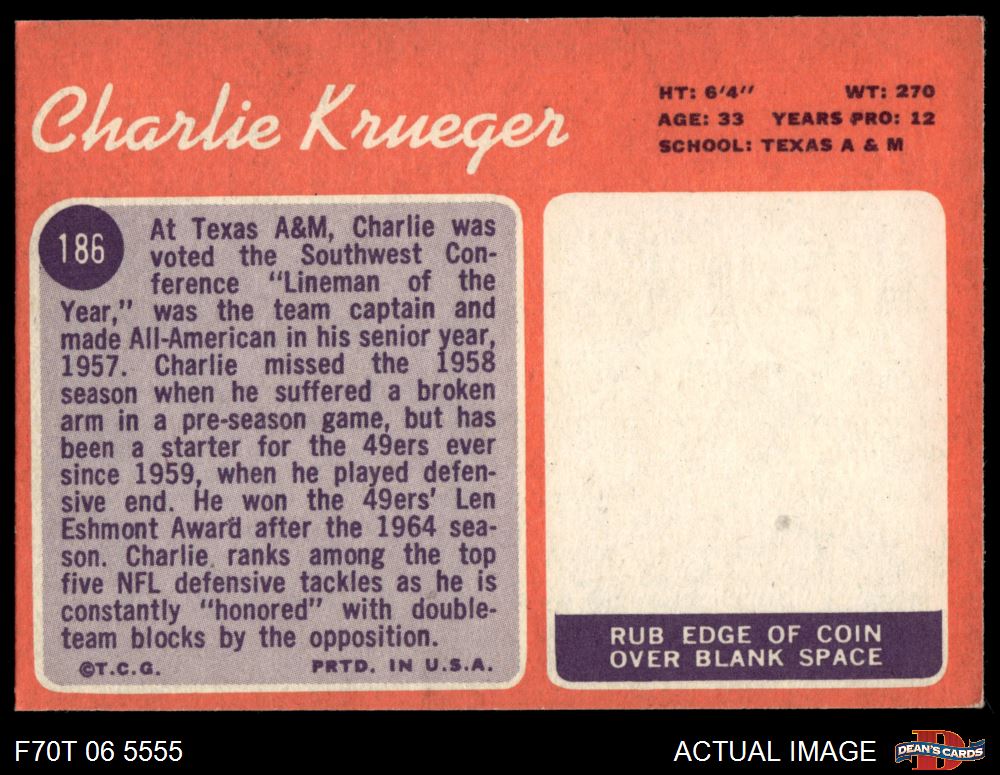 Charlie Krueger
HT: 6'4'' WT: 270
AGE: 33 YEARS PRO: 12
SCHOOL: TEXAS A & M
186
At Texas A&M, Charlie was
voted the Southwest Con-
ference "Lineman of the
Year," was the team captain and
made All-American in his senior year,
1957. Charlie missed the 1958
season when he suffered a broken
arm in a pre-season game, but has
been a starter for the 49ers ever
since 1959, when he played defen-
sive end. He won the 49ers' Len
Eshmont Award after the 1964 sea-
son. Charlie ranks among the top
five NFL defensive tackles as he is
constantly "honored" with double-
team blocks by the opposition.
©T.C.G. PRTD. IN U.S.A.
RUB EDGE OF COIN
OVER BLANK SPACE
F70T 06 5555
ACTUAL IMAGE
DEAN'S CARDS